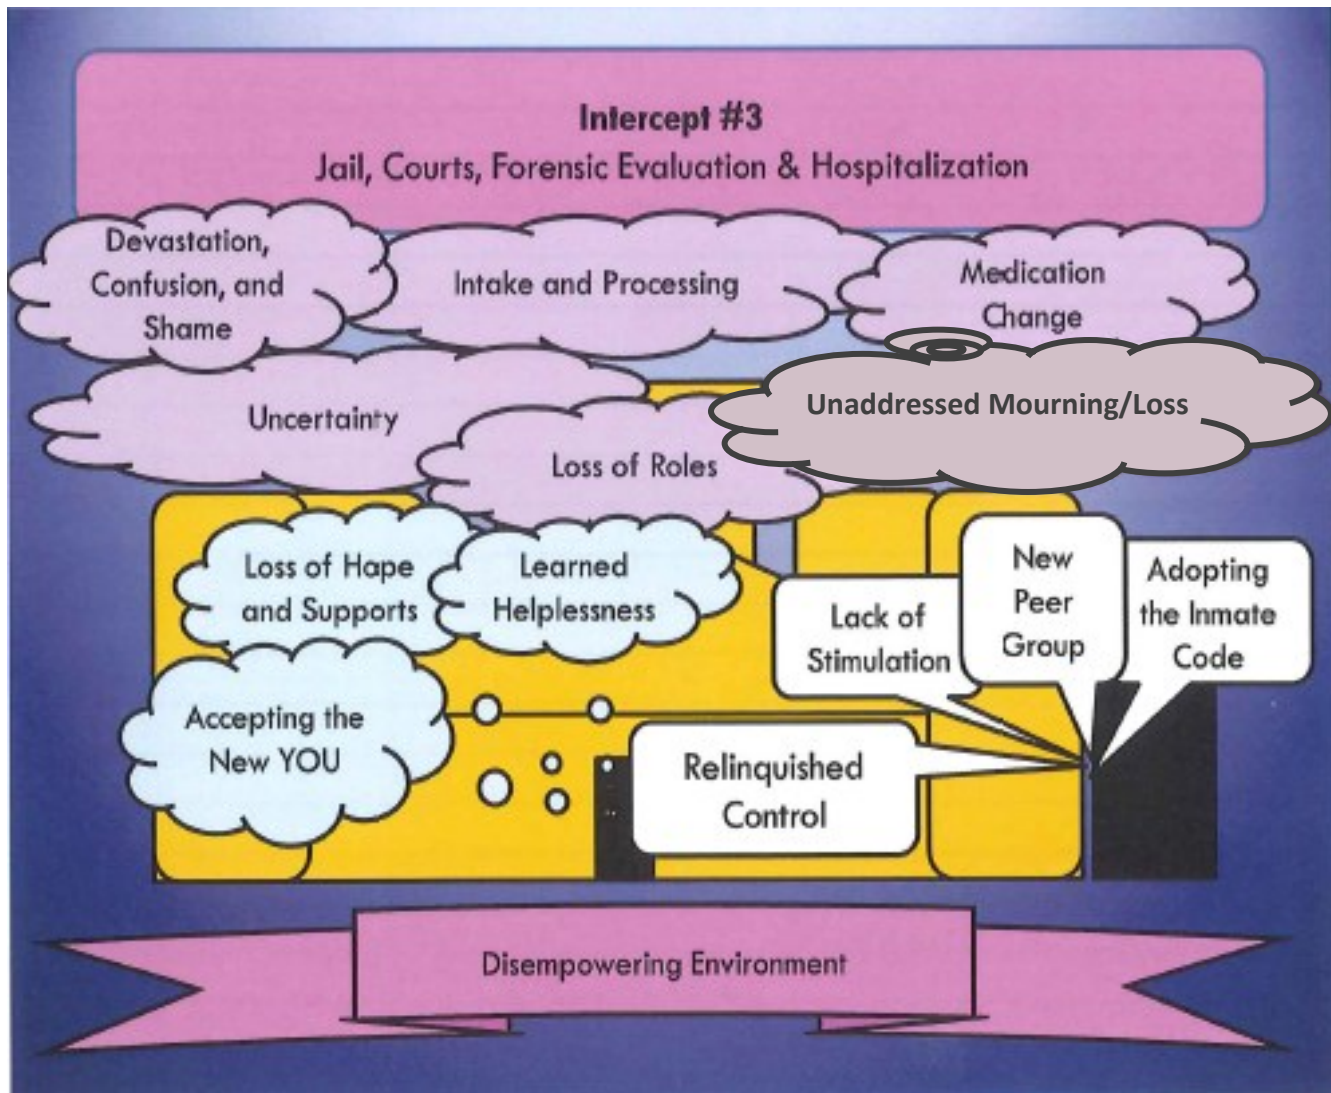 Intercept #3
Jail, Courts, Forensic Evaluation & Hospitalization
Devastation,
Confusion, and
Shame
Intake and Processing
Medication
Change
Uncertainty
Unaddressed Mourning/Loss
Loss of Roles
Loss of Hape
and Supports
Learned
Helplessness
Lack of
Stimulation
New
Peer
Group
Adopting
the Inmate
Code
Accepting the
New YOU
Relinquished
Control
Disempowering Environment